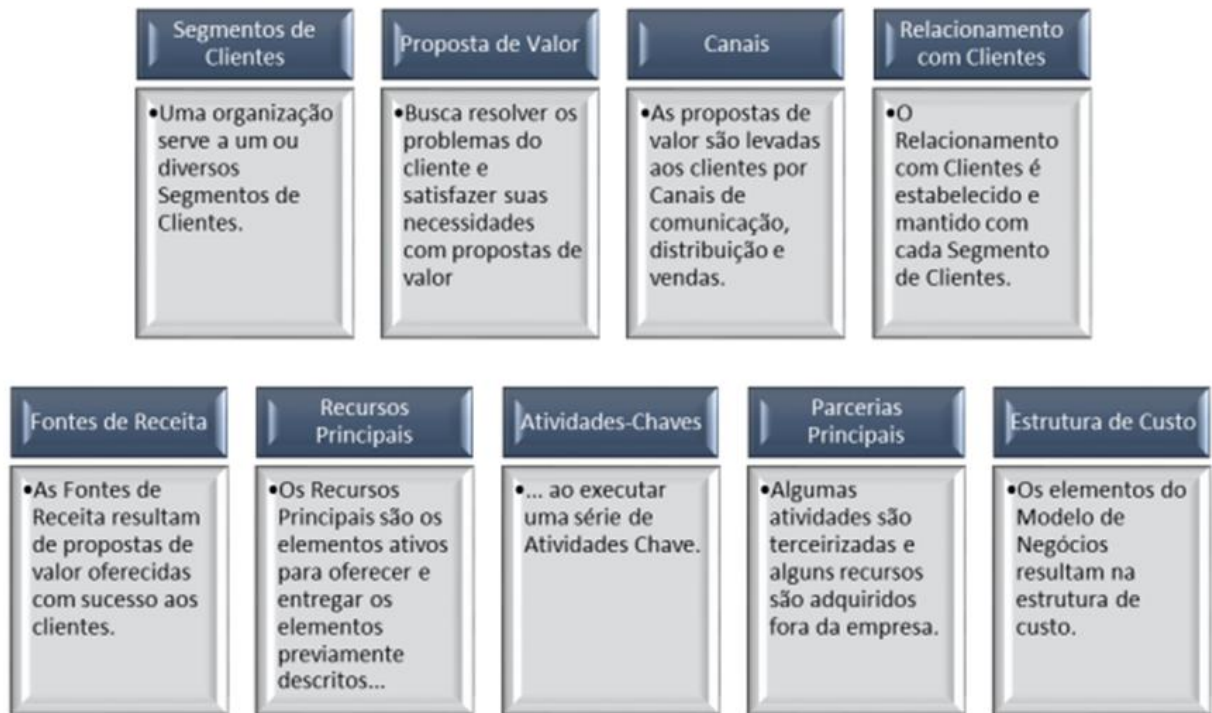 Segmentos de
Clientes
•Uma organização
serve a um ou
diversos
Segmentos de
Clientes.
Proposta de Valor
•Busca resolver os
problemas do
cliente e
satisfazer suas
necessidades
com propostas de
valor
Canais
•As propostas de
valor são levadas
aos clientes por
Canais de
comunicação,
distribuição e
vendas.
Relacionamento
com Clientes
•O
Relacionamento
com Clientes é
estabelecido e
mantido com
cada Segmento
de Clientes.
Fontes de Receita
•As Fontes de
Receita resultam
de propostas de
valor oferecidas
com sucesso aos
clientes.
Recursos
Principais
•Os Recursos
Principais são os
elementos ativos
para oferecer e
entregar os
elementos
previamente
descritos...
Atividades-Chaves
•... ao executar
uma série de
Atividades Chave.
Parcerias
Principais
•Algumas
atividades são
terceirizadas e
alguns recursos
são adquiridos
fora da empresa.
Estrutura de Custo
•Os elementos do
Modelo de
Negócios
resultam na
estrutura de
custo.